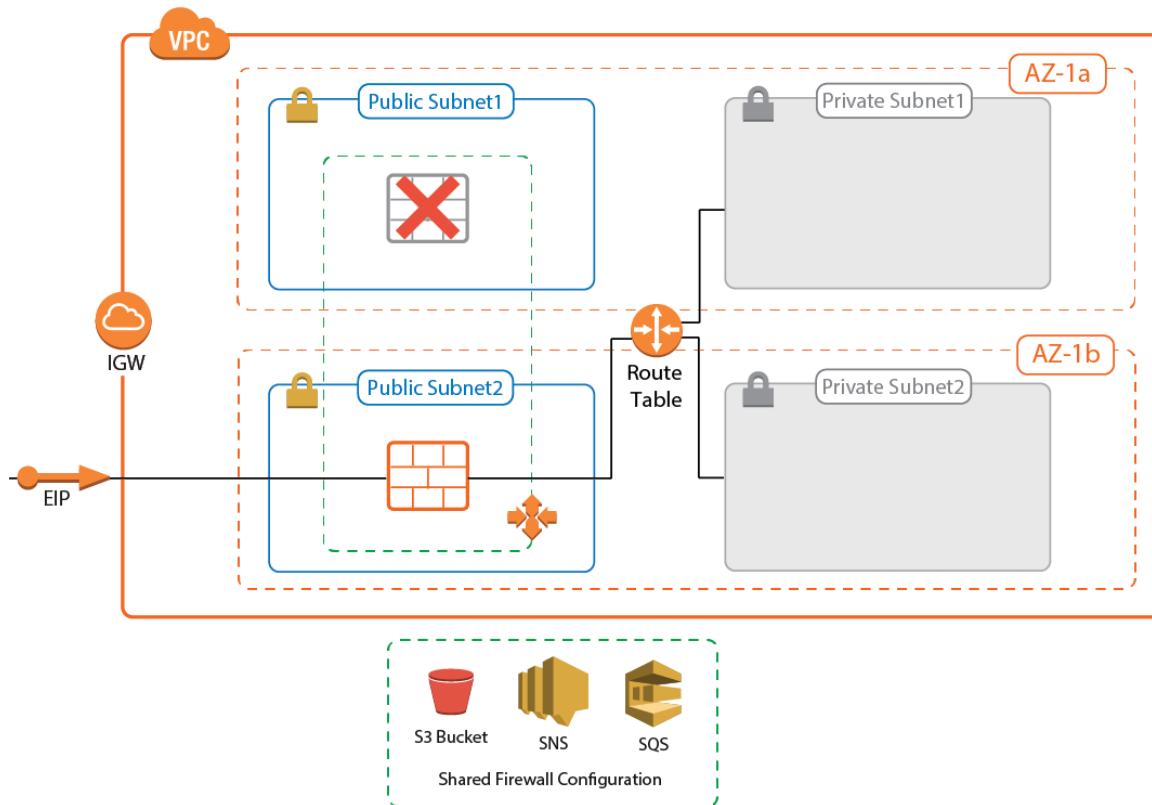 VPC
AZ-1a
Public Subnet1
Private Subnet1
IGW
Route
Table
AZ-1b
Public Subnet2
Private Subnet2
EIP
S3 Bucket
SNS
SQS
Shared Firewall Configuration